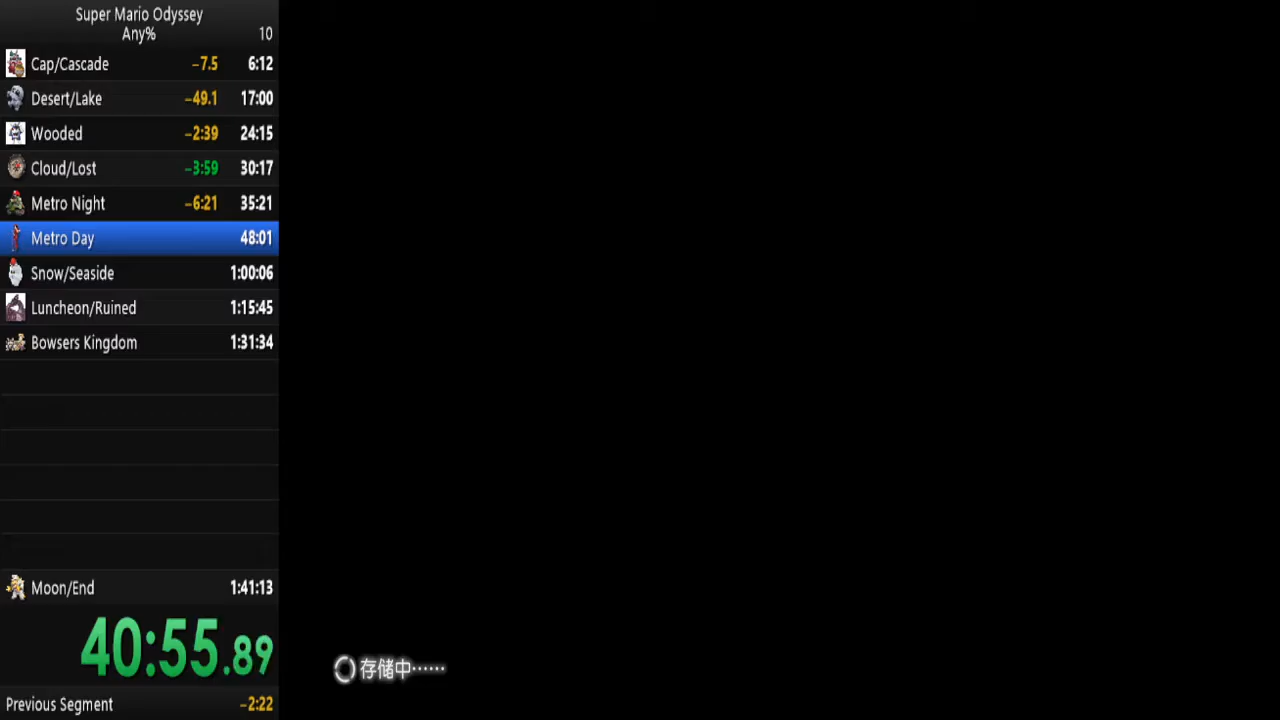 Super Mario Odyssey
Any% 10
Cap/Cascade −7.5 6:12
Desert/Lake −49.1 17:00
Wooded −2:39 24:15
Cloud/Lost −3:59 30:17
Metro Night −6:21 35:21
Metro Day 48:01
Snow/Seaside 1:00:06
Luncheon/Ruined 1:15:45
Bowsers Kingdom 1:31:34
Moon/End 1:41:13
40:55.89
存储中⋯⋯
Previous Segment −2:22